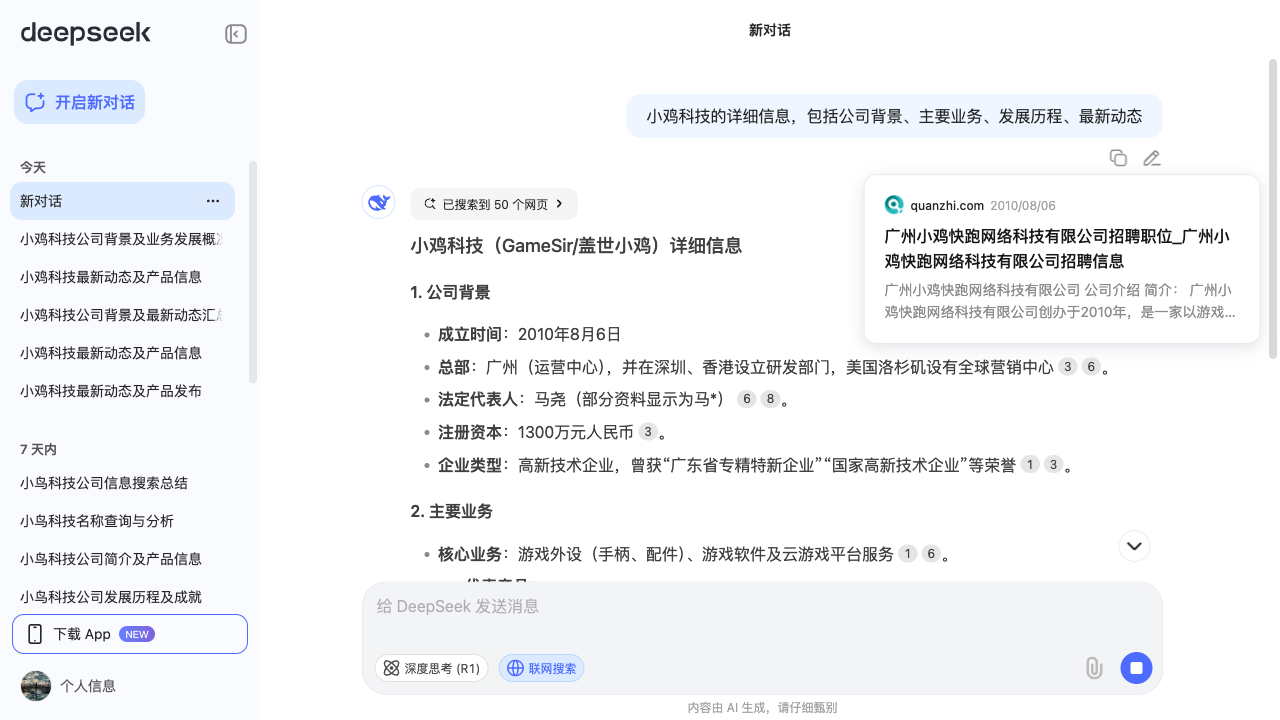 deepseek
开启新对话
今天
新对话
小鸡科技公司背景及业务发展概
小鸡科技最新动态及产品信息
小鸡科技公司背景及最新动态汇
小鸡科技最新动态及产品信息
小鸡科技最新动态及产品发布
7 天内
小鸟科技公司信息搜索总结
小鸟科技名称查询与分析
小鸟科技公司简介及产品信息
小鸟科技公司发展历程及成就
下载 App NEW
个人信息
新对话
小鸡科技的详细信息，包括公司背景、主要业务、发展历程、最新动态
已搜索到 50 个网页
quanzhi.com 2010/08/06
广州小鸡快跑网络科技有限公司招聘职位_广州小
鸡快跑网络科技有限公司招聘信息
广州小鸡快跑网络科技有限公司 公司介绍 简介： 广州小
鸡快跑网络科技有限公司创办于2010年，是一家以游戏...
小鸡科技（GameSir/盖世小鸡）详细信息
1. 公司背景
• 成立时间：2010年8月6日
• 总部：广州（运营中心），并在深圳、香港设立研发部门，美国洛杉矶设有全球营销中心 3 6 。
• 法定代表人：马尧（部分资料显示为马*） 6 8 。
• 注册资本：1300万元人民币 3 。
• 企业类型：高新技术企业，曾获“广东省专精特新企业”“国家高新技术企业”等荣誉 1 3 。
2. 主要业务
• 核心业务：游戏外设（手柄、配件）、游戏软件及云游戏平台服务 1 6 。
给 DeepSeek 发送消息
深度思考 (R1)
联网搜索
内容由 AI 生成，请仔细甄别